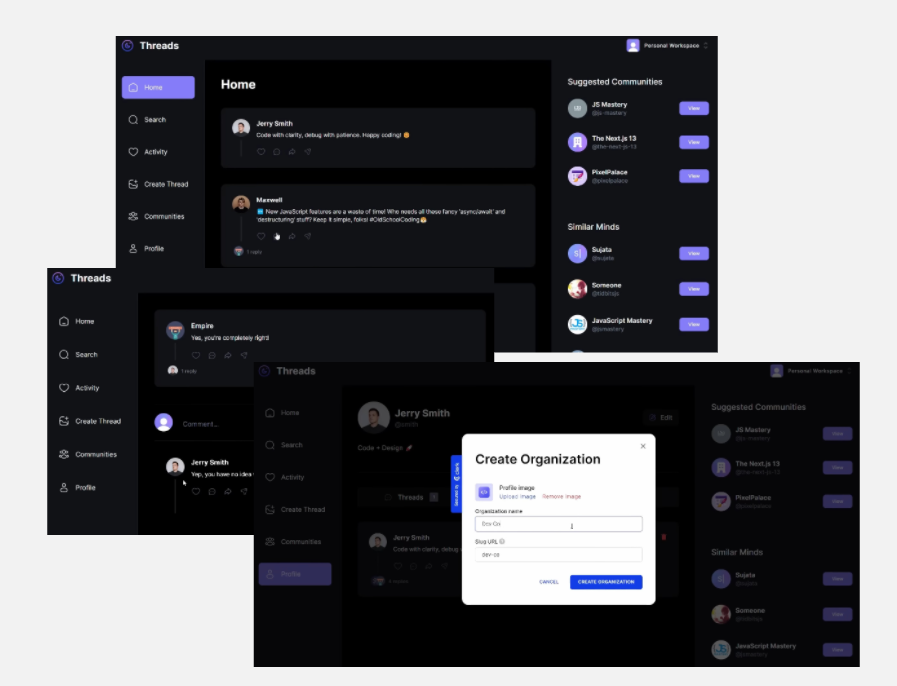 Threads
Personal Workspace
Home
Search
Activity
Create Thread
Communities
Profile
Home
Jerry Smith
Code with clarity, debug with patience. Happy coding!
Maxwell
New JavaScript features are a waste of time! Who needs all these fancy 'async/await' and
'destructuring' stuff? Keep it simple, folks! #OldSchoolCoding
1 reply
Suggested Communities
JS Mastery
@js-mastery
View
The Next.js 13
@the-next-js-13
View
PixelPalace
@pixelpalace
View
Similar Minds
Sujata
@sujata
View
Someone
View
JavaScript Mastery
@jsmastery
View
Threads
Home
Search
Activity
Create Thread
Communities
Profile
Empire
Yes, you're completely right!
1 reply
Comment...
Jerry Smith
Yep, you have no idea
Threads
Personal Workspace
Home
Search
Activity
Create Thread
Communities
Profile
Jerry Smith
@jsmith
Edit
Code + Design
Threads
Jerry Smith
Code with clarity, debug
Create Organization
Profile image
Upload image Remove image
Organization name
Slug URL
CANCEL
CREATE ORGANIZATION
Suggested Communities
JS Mastery
@js-mastery
View
The Next.js 13
@the-next-js-13
View
PixelPalace
@pixelpalace
View
Similar Minds
Sujata
@sujata
View
Someone
View
JavaScript Mastery
@jsmastery
View